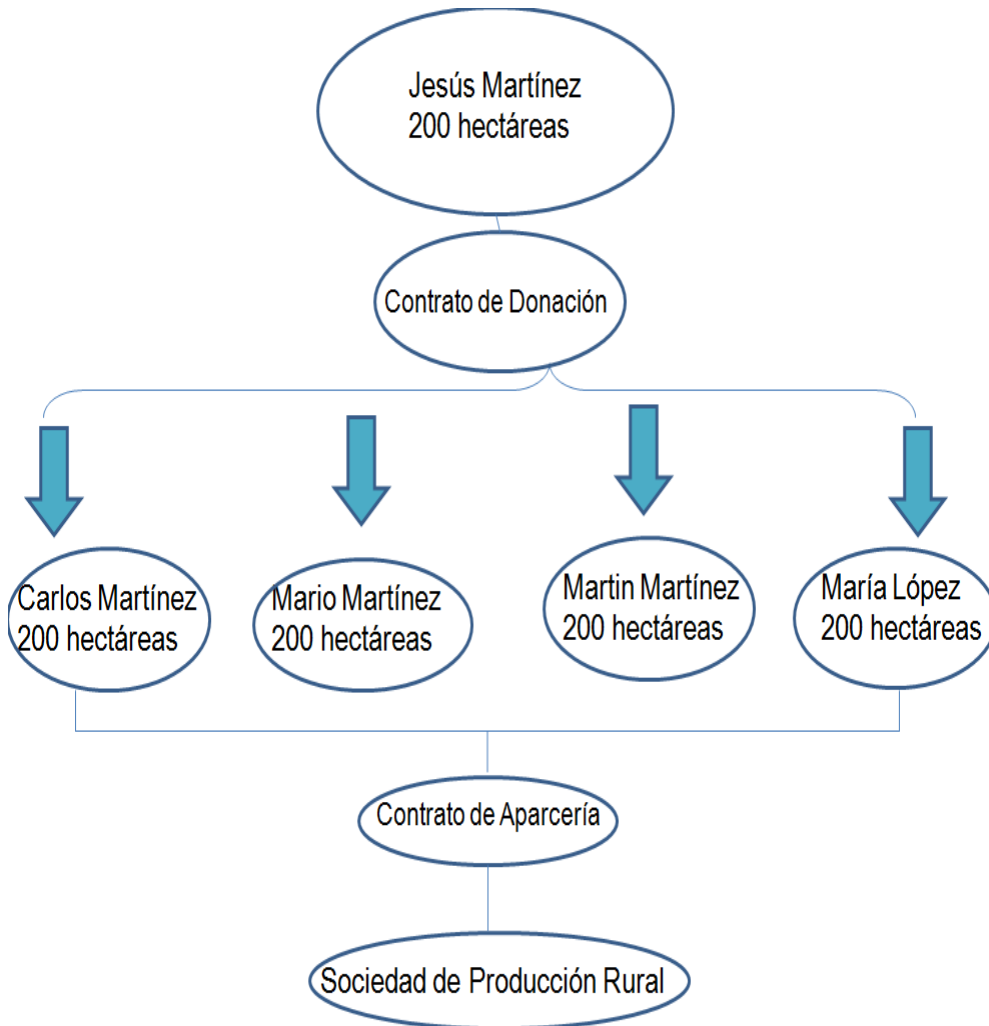 Jesús Martínez
200 hectáreas
Contrato de Donación
Carlos Martínez
200 hectáreas
Mario Martínez
200 hectáreas
Martin Martínez
200 hectáreas
María López
200 hectáreas
Contrato de Aparcería
Sociedad de Producción Rural